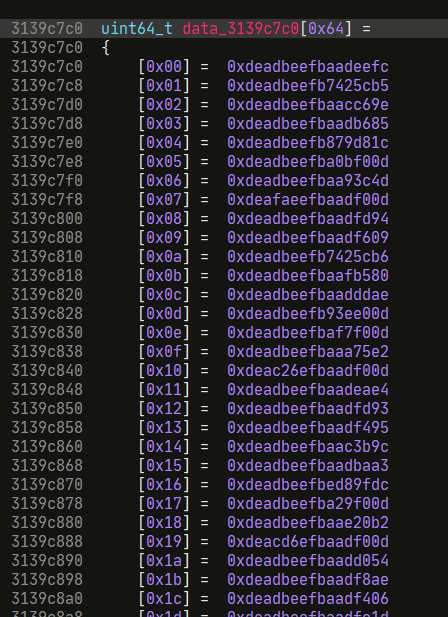 3139c7c0 uint64_t data_3139c7c0[0x64] =
3139c7c0 {
3139c7c0 [0x00] = 0xdeadbeefbaadeefc
3139c7c8 [0x01] = 0xdeadbeefb7425cb5
3139c7d0 [0x02] = 0xdeadbeefbaacc69e
3139c7d8 [0x03] = 0xdeadbeefbaadb685
3139c7e0 [0x04] = 0xdeadbeefb879d81c
3139c7e8 [0x05] = 0xdeadbeefba0bf00d
3139c7f0 [0x06] = 0xdeadbeefbaa93c4d
3139c7f8 [0x07] = 0xdeafaeefbaadf00d
3139c800 [0x08] = 0xdeadbeefbaadfd94
3139c808 [0x09] = 0xdeadbeefbaadf609
3139c810 [0x0a] = 0xdeadbeefb7425cb6
3139c818 [0x0b] = 0xdeadbeefbaafb580
3139c820 [0x0c] = 0xdeadbeefbaadddae
3139c828 [0x0d] = 0xdeadbeefb93ee00d
3139c830 [0x0e] = 0xdeadbeefbaf7f00d
3139c838 [0x0f] = 0xdeadbeefbaaa75e2
3139c840 [0x10] = 0xdeac26efbaadf00d
3139c848 [0x11] = 0xdeadbeefbaadeae4
3139c850 [0x12] = 0xdeadbeefbaadfd93
3139c858 [0x13] = 0xdeadbeefbaadf495
3139c860 [0x14] = 0xdeadbeefbaac3b9c
3139c868 [0x15] = 0xdeadbeefbaadbaa3
3139c870 [0x16] = 0xdeadbeefbed89fdc
3139c878 [0x17] = 0xdeadbeefba29f00d
3139c880 [0x18] = 0xdeadbeefbaae20b2
3139c888 [0x19] = 0xdeacd6efbaadf00d
3139c890 [0x1a] = 0xdeadbeefbaadd054
3139c898 [0x1b] = 0xdeadbeefbaadf8ae
3139c8a0 [0x1c] = 0xdeadbeefbaadf406
3139c8a8 [0x1d] =